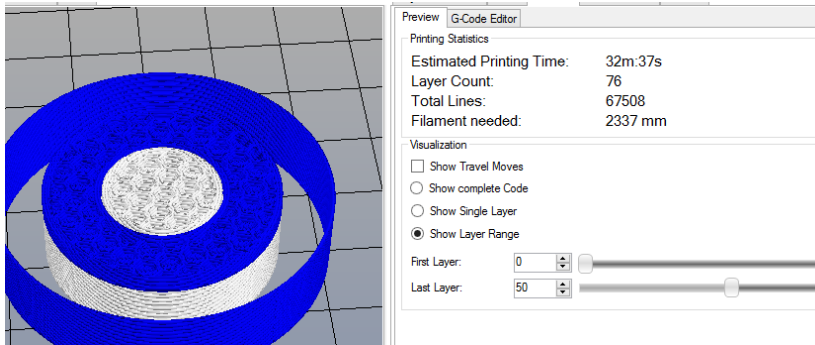 Preview G-Code Editor
Printing Statistics
Estimated Printing Time: 32m:37s
Layer Count: 76
Total Lines: 67508
Filament needed: 2337 mm
Visualization
Show Travel Moves
Show complete Code
Show Single Layer
Show Layer Range
First Layer: 0
Last Layer: 50